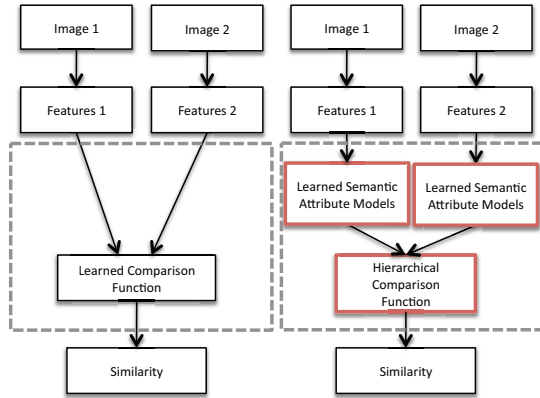 Image 1
Image 2
Features 1
Features 2
Learned Comparison
Function
Similarity
Image 1
Image 2
Features 1
Features 2
Learned Semantic
Attribute Models
Learned Semantic
Attribute Models
Hierarchical
Comparison
Function
Similarity